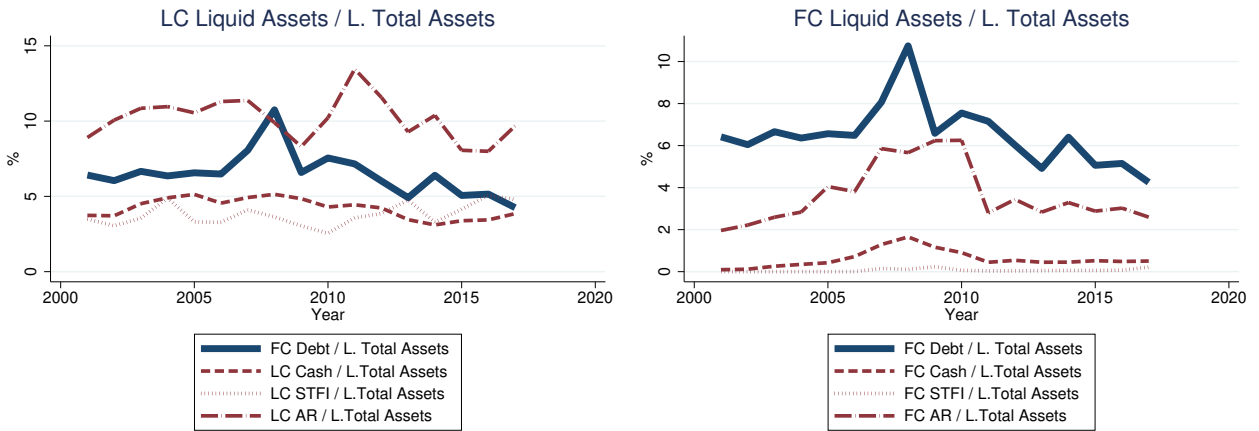 LC Liquid Assets / L. Total Assets
15
10
5
0
%
2000 2005 2010 2015 2020
Year
FC Debt / L. Total Assets
LC Cash / L.Total Assets
LC STFI / L.Total Assets
LC AR / L.Total Assets
FC Liquid Assets / L. Total Assets
10
8
6
4
2
0
%
2000 2005 2010 2015 2020
Year
FC Debt / L. Total Assets
FC Cash / L.Total Assets
FC STFI / L.Total Assets
FC AR / L.Total Assets